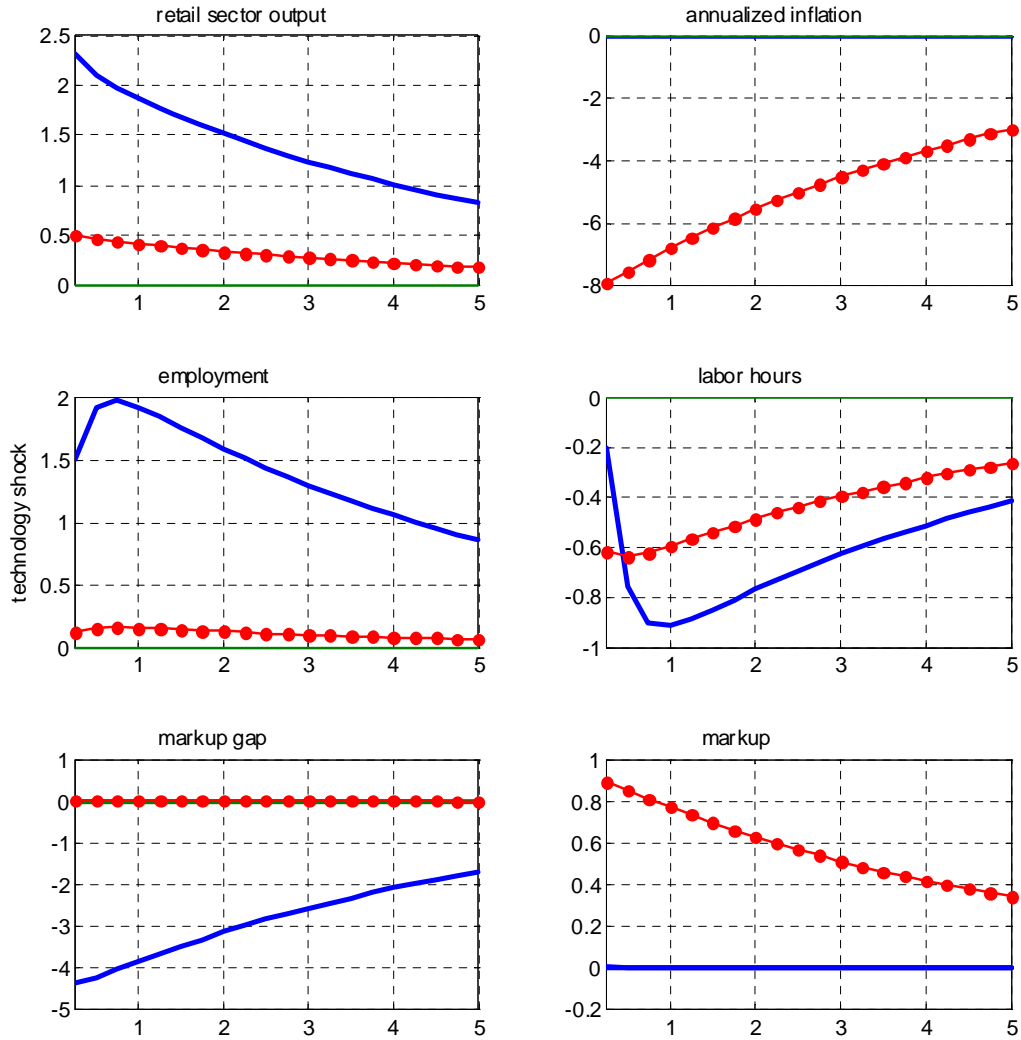 retail sector output
2.5
2
1.5
1
0.5
0
1 2 3 4 5
annualized inflation
0
-2
-4
-6
-8
1 2 3 4 5
employment
2
1.5
1
0.5
0
technology shock
1 2 3 4 5
labor hours
0
-0.2
-0.4
-0.6
-0.8
-1
1 2 3 4 5
markup gap
1
0
-1
-2
-3
-4
-5
1 2 3 4 5
markup
1
0.8
0.6
0.4
0.2
0
-0.2
1 2 3 4 5